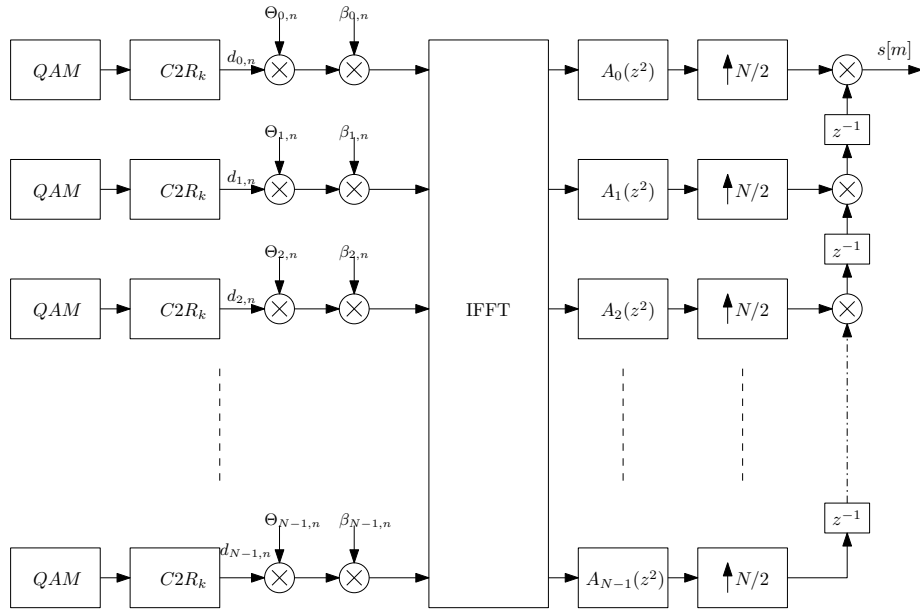 Θ₀,ₙ β₀,ₙ
QAM C2Rₖ d₀,ₙ A₀(z²) ↑ N/2 s[m]
z⁻¹
Θ₁,ₙ β₁,ₙ
QAM C2Rₖ d₁,ₙ A₁(z²) ↑ N/2
z⁻¹
Θ₂,ₙ β₂,ₙ
QAM C2Rₖ d₂,ₙ IFFT A₂(z²) ↑ N/2
z⁻¹
Θ_{N−1,n} β_{N−1,n}
QAM C2Rₖ d_{N−1,n} A_{N−1}(z²) ↑ N/2